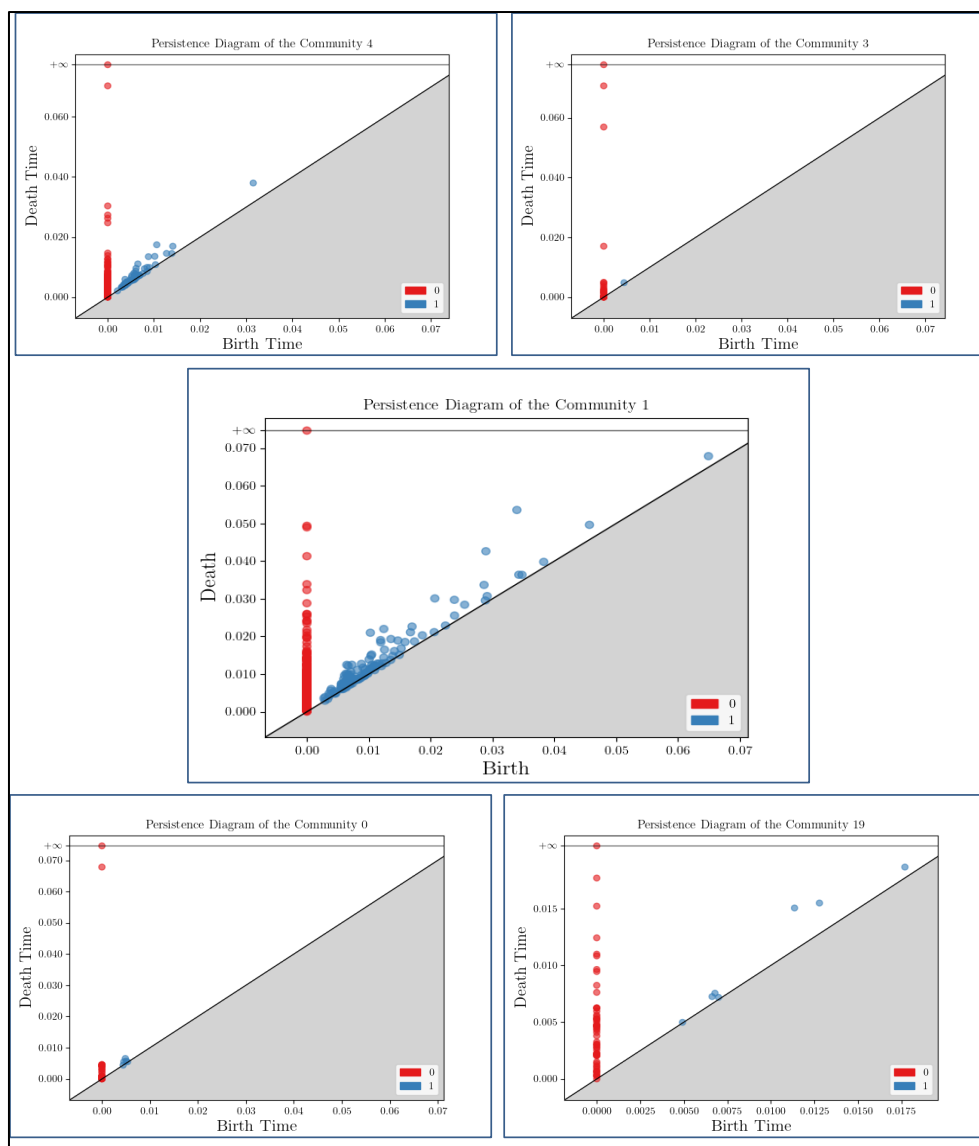 Persistence Diagram of the Community 4
+∞
0.060
0.040
0.020
0.000
Death Time
0
1
0.00 0.01 0.02 0.03 0.04 0.05 0.06 0.07
Birth Time
Persistence Diagram of the Community 3
+∞
0.060
0.040
0.020
0.000
Death Time
0
1
0.00 0.01 0.02 0.03 0.04 0.05 0.06 0.07
Birth Time
Persistence Diagram of the Community 1
+∞
0.070
0.060
0.050
0.040
0.030
0.020
0.010
0.000
Death
0
1
0.00 0.01 0.02 0.03 0.04 0.05 0.06 0.07
Birth
Persistence Diagram of the Community 0
+∞
0.070
0.060
0.050
0.040
0.030
0.020
0.010
0.000
Death Time
0
1
0.00 0.01 0.02 0.03 0.04 0.05 0.06 0.07
Birth Time
Persistence Diagram of the Community 19
+∞
0.015
0.010
0.005
0.000
Death Time
0
1
0.0000 0.0025 0.0050 0.0075 0.0100 0.0125 0.0150 0.0175
Birth Time